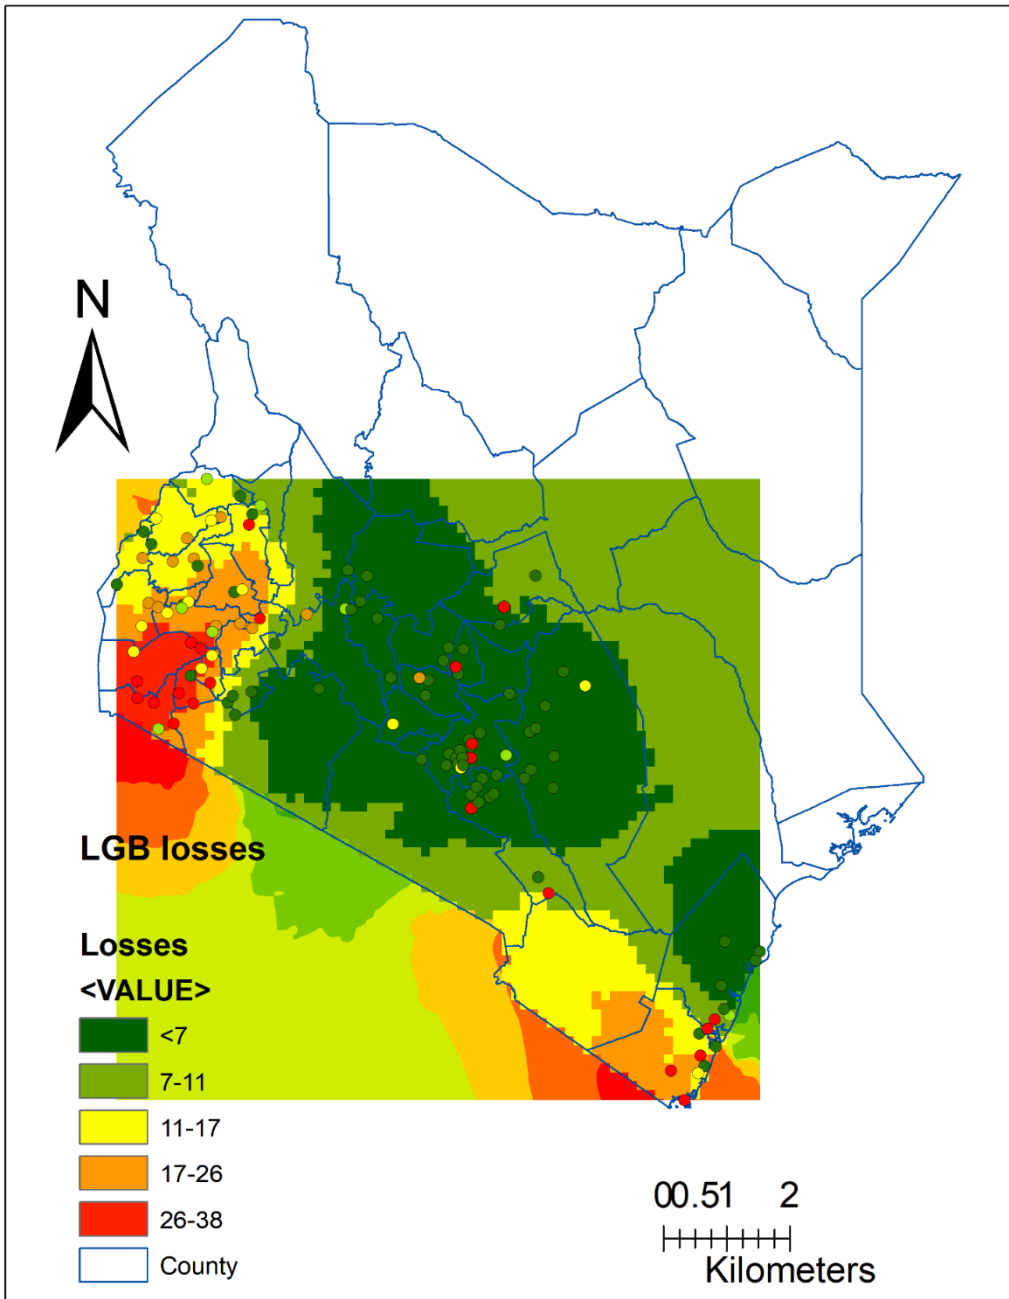 N
LGB losses
Losses
<VALUE>
<7
7-11
11-17
17-26
26-38
County
00.51 2
Kilometers